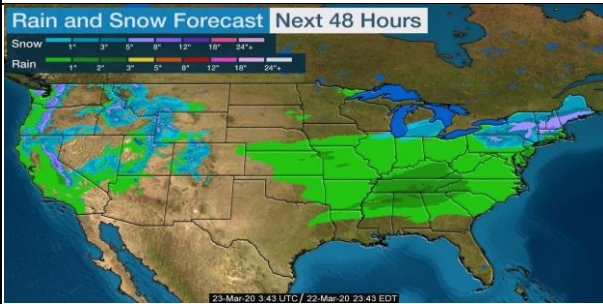 Rain and Snow Forecast Next 48 Hours
Snow
1" 3" 5" 8" 12" 18" 24"+
Rain
1" 2" 3" 5" 8" 12" 18" 24"+
23-Mar-20 3:43 UTC / 22-Mar-20 23:43 EDT